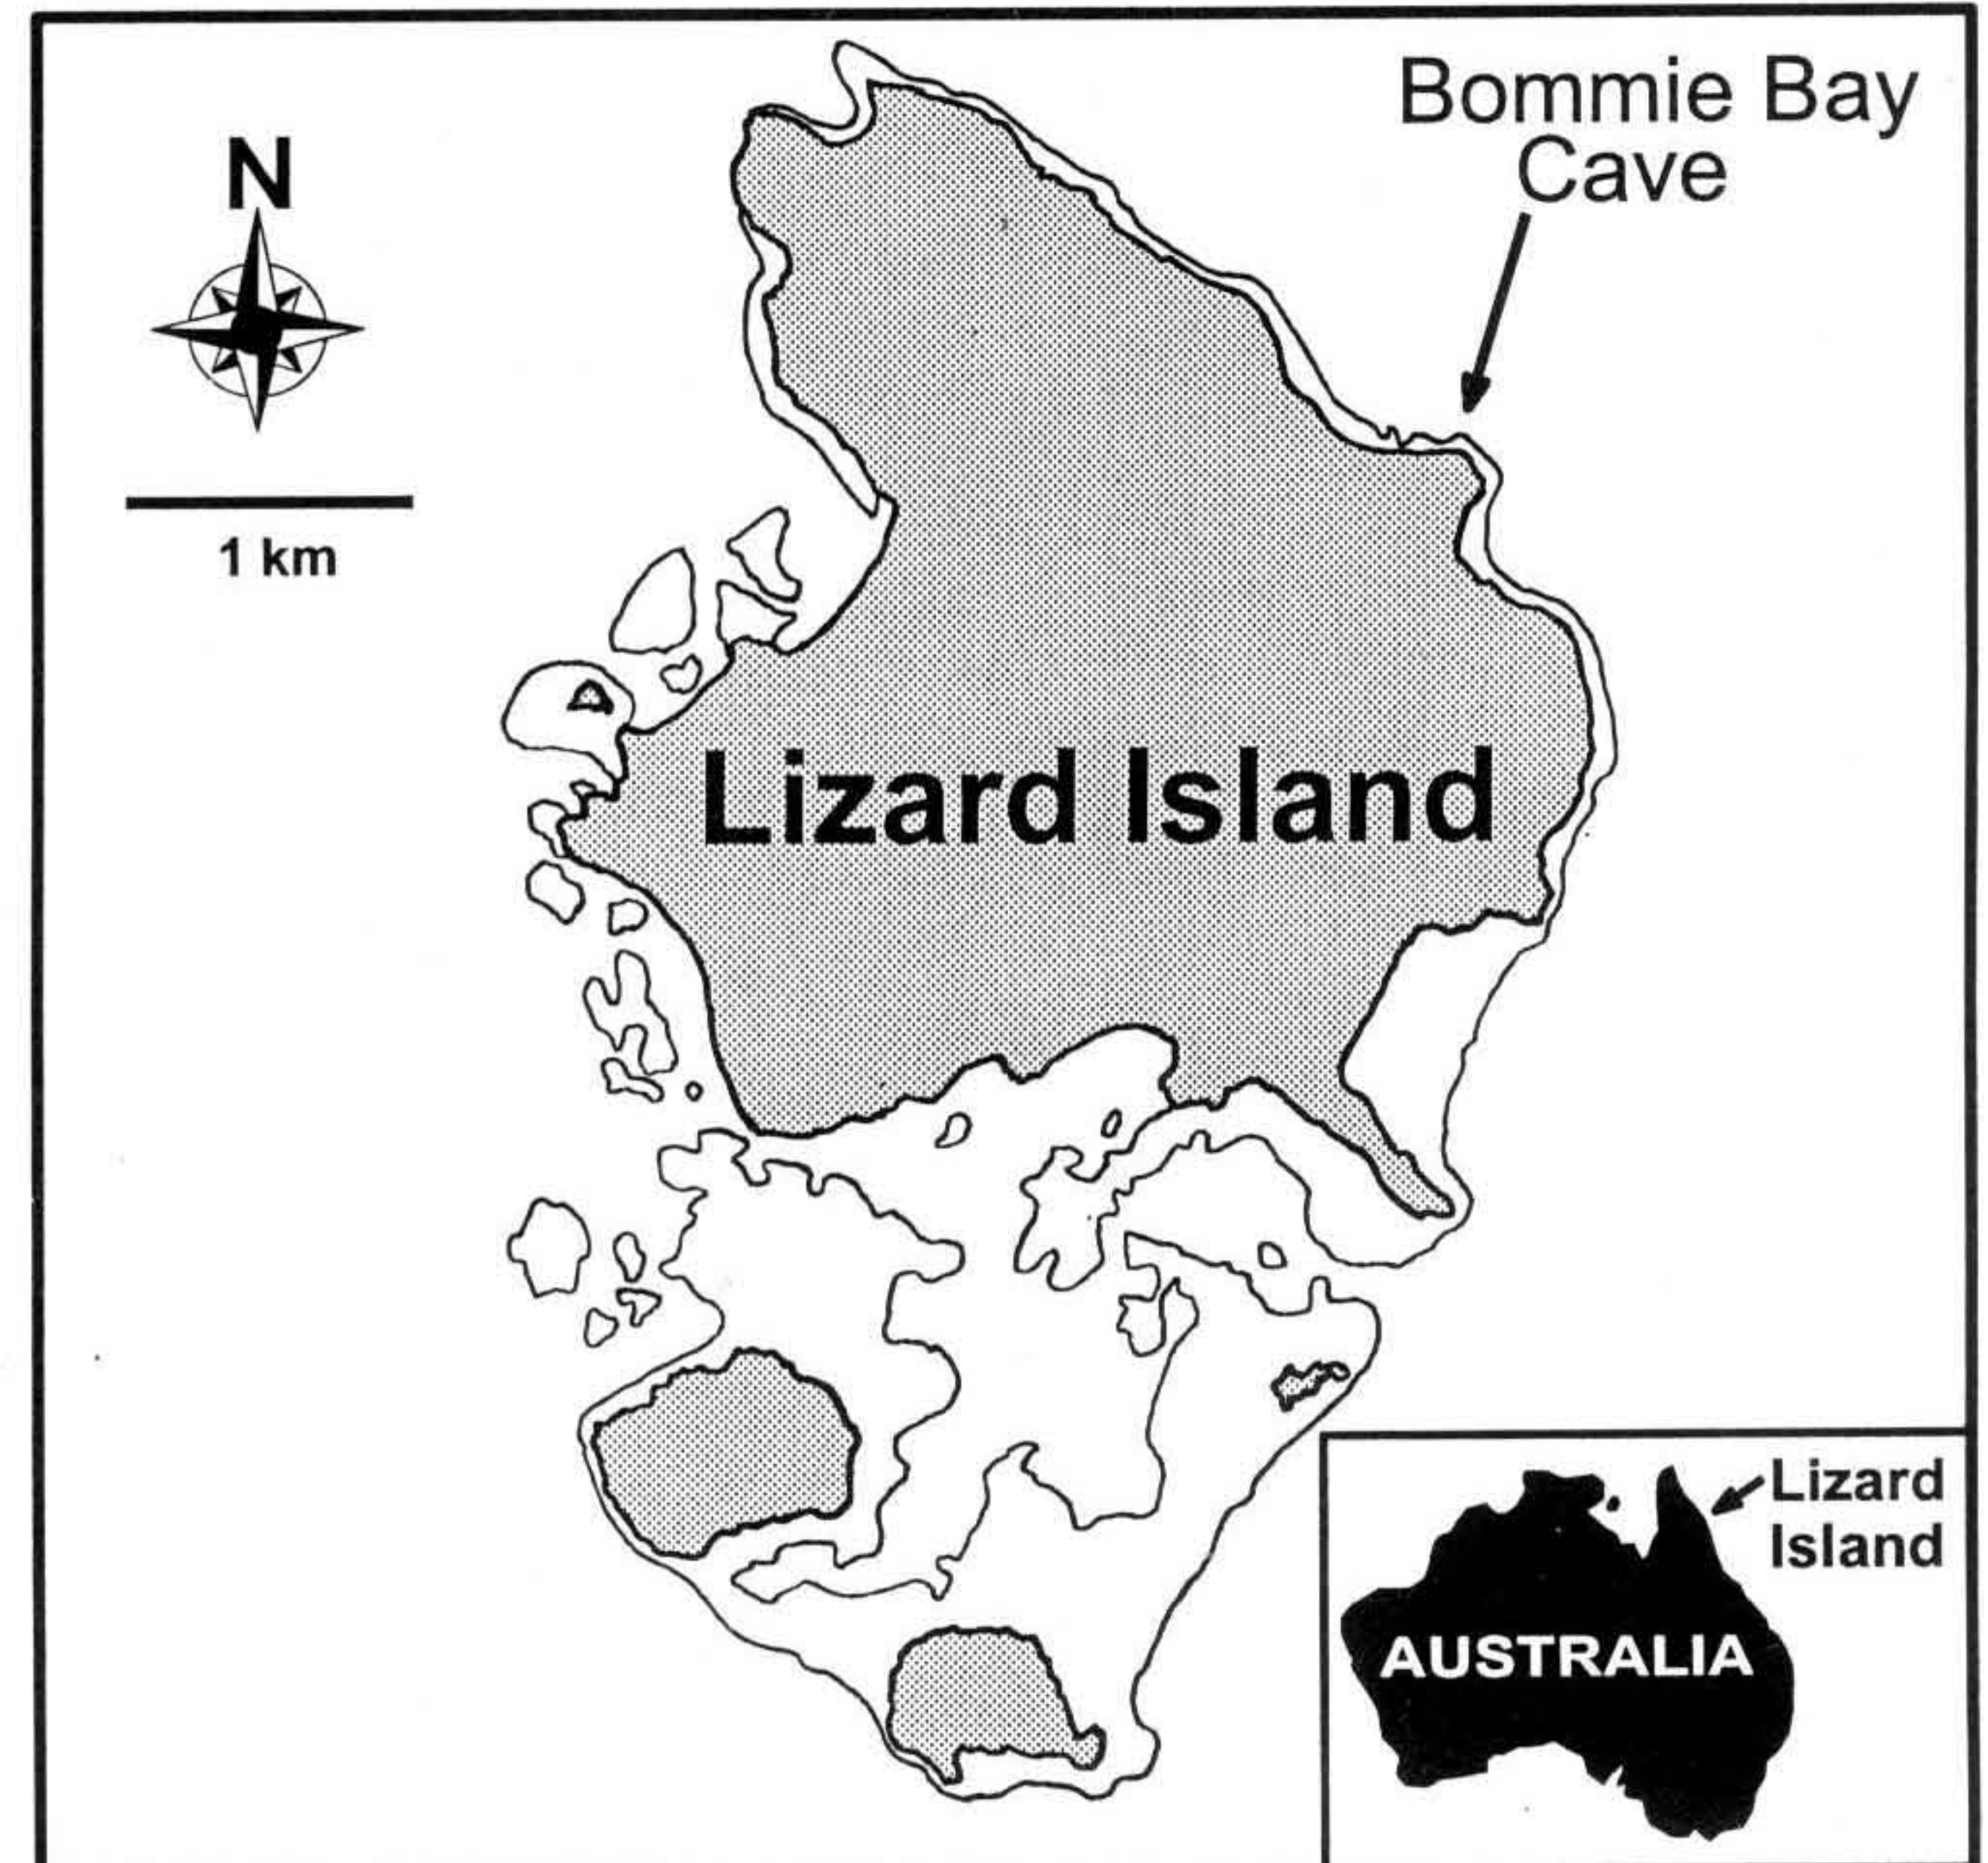 Bommie Bay
Cave
N
1 km
Lizard Island
Lizard
Island
AUSTRALIA